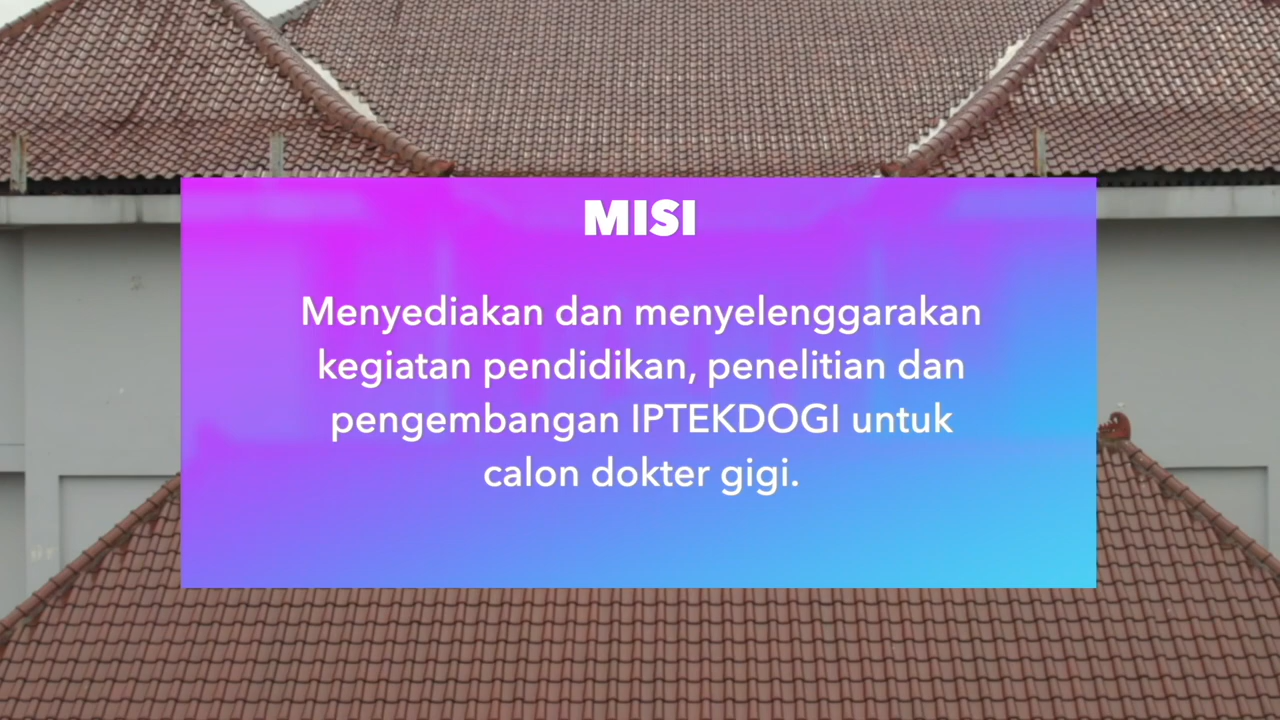 MISI
Menyediakan dan menyelenggarakan
kegiatan pendidikan, penelitian dan
pengembangan IPTEKDOGI untuk
calon dokter gigi.